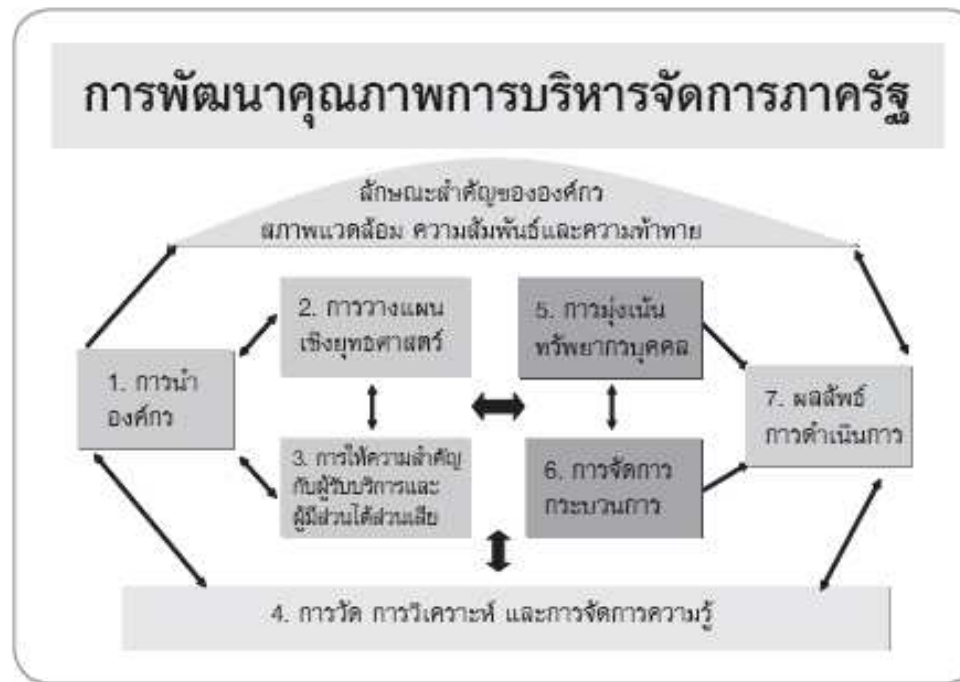 การพัฒนาคุณภาพการบริหารจัดการภาครัฐ
ลักษณะสำคัญขององค์กร
สภาพแวดล้อม ความสัมพันธ์และความท้าทาย
1. การนำ
องค์กร
2. การวางแผน
เชิงยุทธศาสตร์
3. การให้ความสำคัญ
กับผู้รับบริการและ
ผู้มีส่วนได้ส่วนเสีย
5. การมุ่งเน้น
ทรัพยากรบุคคล
6. การจัดการ
กระบวนการ
7. ผลลัพธ์
การดำเนินการ
4. การวัด การวิเคราะห์ และการจัดการความรู้